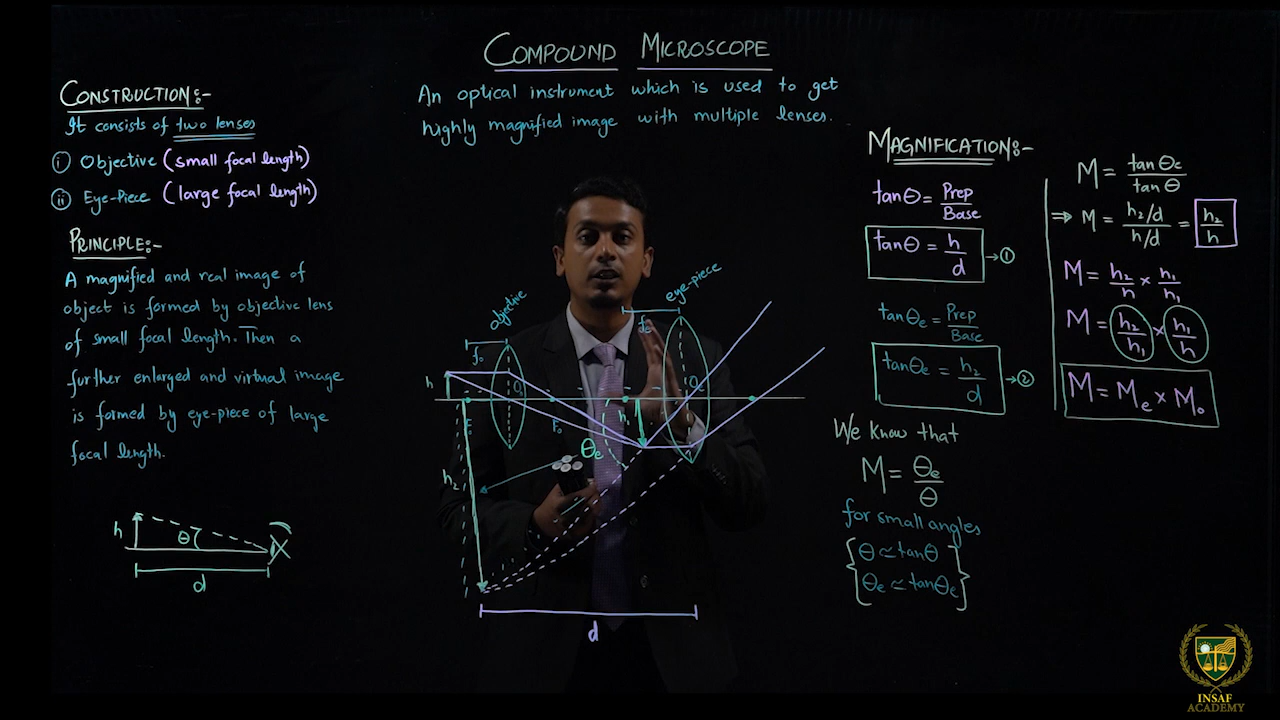 COMPOUND MICROSCOPE
An optical instrument which is used to get
highly magnified image with multiple lenses.
CONSTRUCTION:-
It consists of two lenses
(i) Objective (small focal length)
(ii) Eye-Piece (large focal length)
PRINCIPLE:-
A magnified and real image of
object is formed by objective lens
of small focal length. Then a
further enlarged and virtual image
is formed by eye-piece of large
focal length.
h
θ
d
objective
eye-piece
fo
fe
h
O
Fo
Fo
h1
θe
h2
d
MAGNIFICATION:-
tanθ = Prep/Base
tanθ = h/d → ①
tanθe = Prep/Base
tanθe = h2/d → ②
We know that
M = θe/θ
for small angles
{θ ≃ tanθ
θe ≃ tanθe}
M = tanθe/tanθ
⇒ M = (h2/d)/(h/d) = h2/h
M = h2/h × h1/h1
M = h2/h1 × h1/h
M = Me × Mo
INSAF
ACADEMY